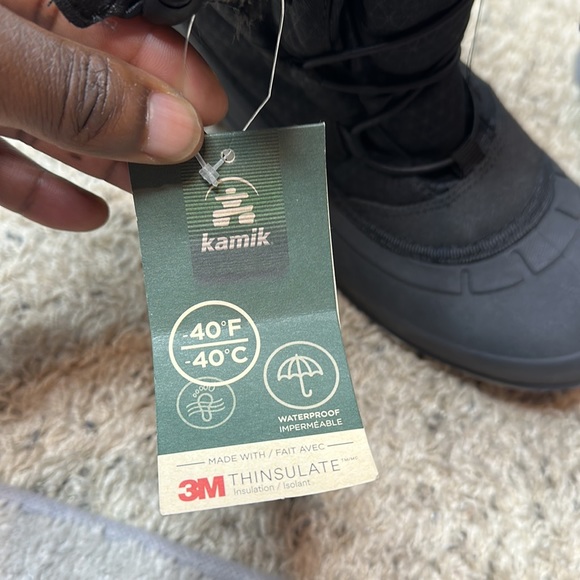 kamik
-40°F
-40°C
WATERPROOF
IMPERMÉABLE
MADE WITH / FAIT AVEC
3M THINSULATE
Insulation / Isolant